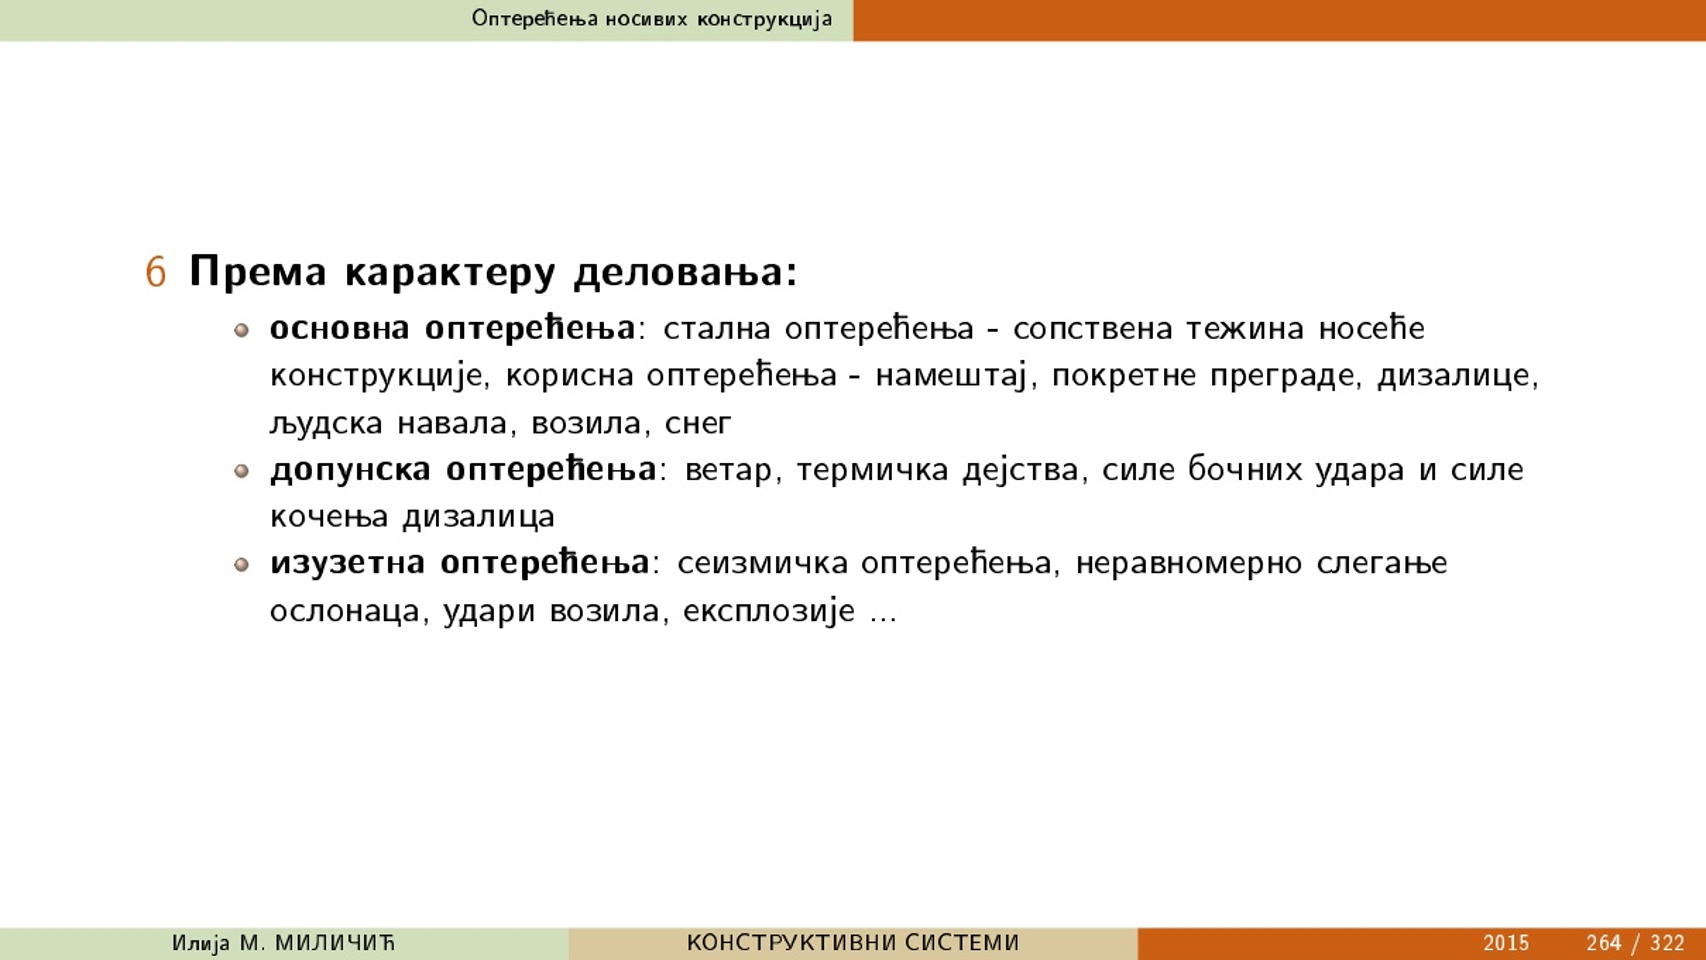 Оптерећења носивих конструкција
6 Према карактеру деловања:
основна оптерећења: стална оптерећења - сопствена тежина носеће
конструкције, корисна оптерећења - намештај, покретне преграде, дизалице,
људска навала, возила, снег
допунска оптерећења: ветар, термичка дејства, силе бочних удара и силе
кочења дизалица
изузетна оптерећења: сеизмичка оптерећења, неравномерно слегање
ослонаца, удари возила, експлозије ...
Илија М. МИЛИЧИЋ КОНСТРУКТИВНИ СИСТЕМИ 2015 264 / 322